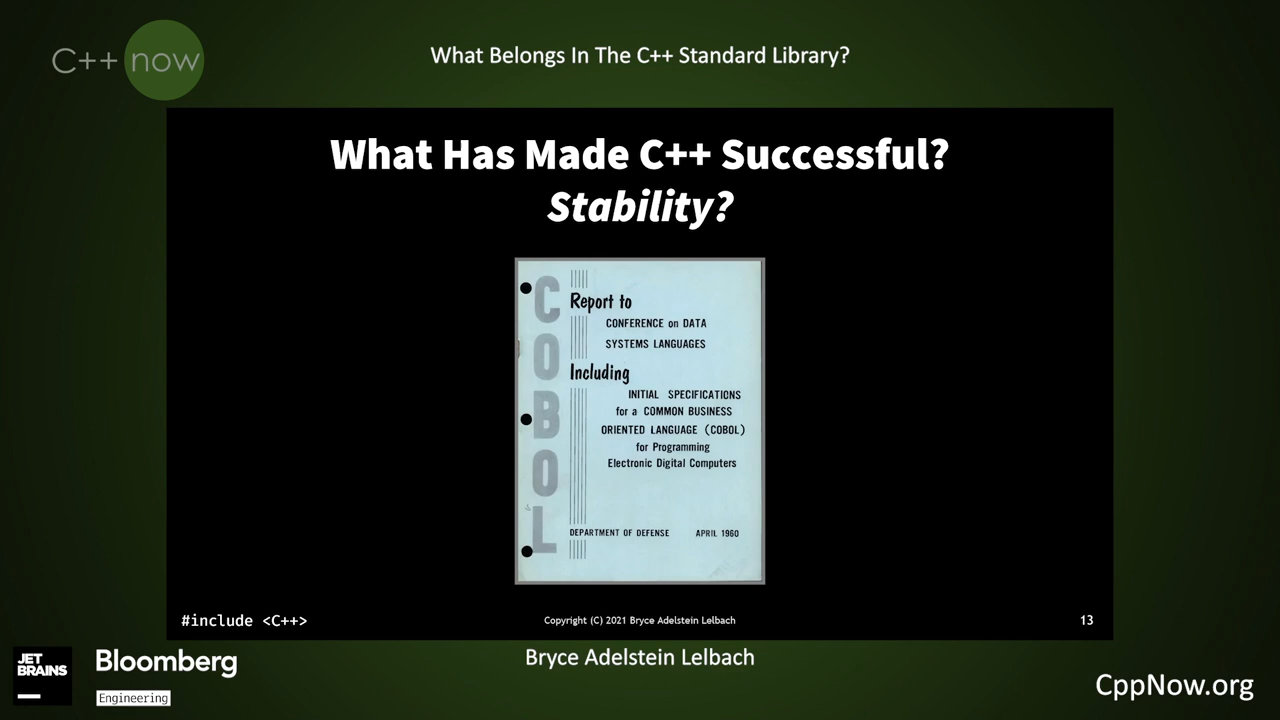 C++ now
What Belongs In The C++ Standard Library?
What Has Made C++ Successful?
Stability?
COBOL
Report to
CONFERENCE on DATA
SYSTEMS LANGUAGES
Including
INITIAL SPECIFICATIONS
for a COMMON BUSINESS
ORIENTED LANGUAGE (COBOL)
for Programming
Electronic Digital Computers
DEPARTMENT OF DEFENSE APRIL 1960
#include <C++>
Copyright (C) 2021 Bryce Adelstein Lelbach
13
JET
BRAINS
Bloomberg
Engineering
Bryce Adelstein Lelbach
CppNow.org